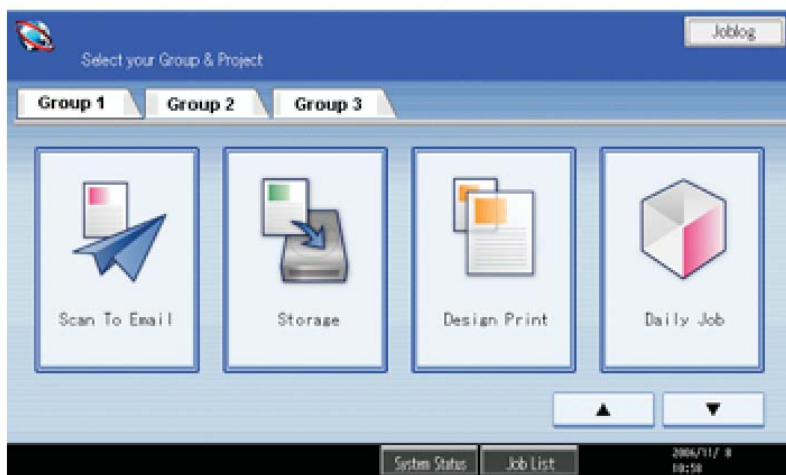 Joblog
Select your Group & Project
Group 1 Group 2 Group 3
Scan To Email Storage Design Print Daily Job
System Status Job List
2006/11/ 8
10:58